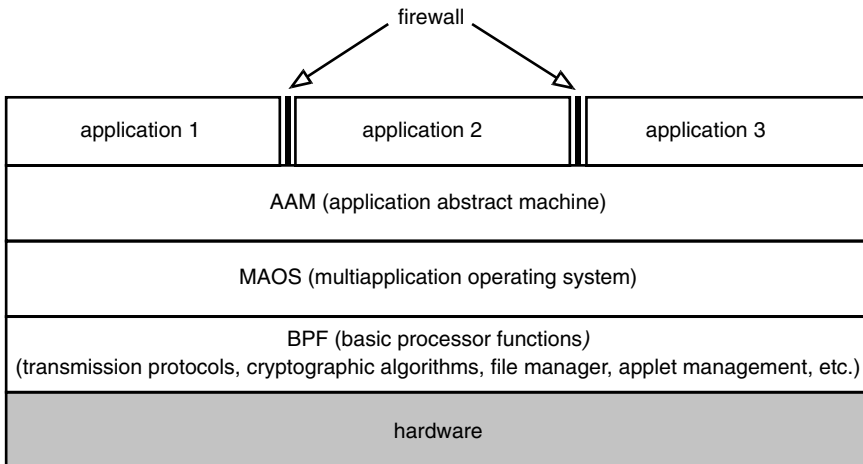 firewall
application 1
application 2
application 3
AAM (application abstract machine)
MAOS (multiapplication operating system)
BPF (basic processor functions)
(transmission protocols, cryptographic algorithms, file manager, applet management, etc.)
hardware